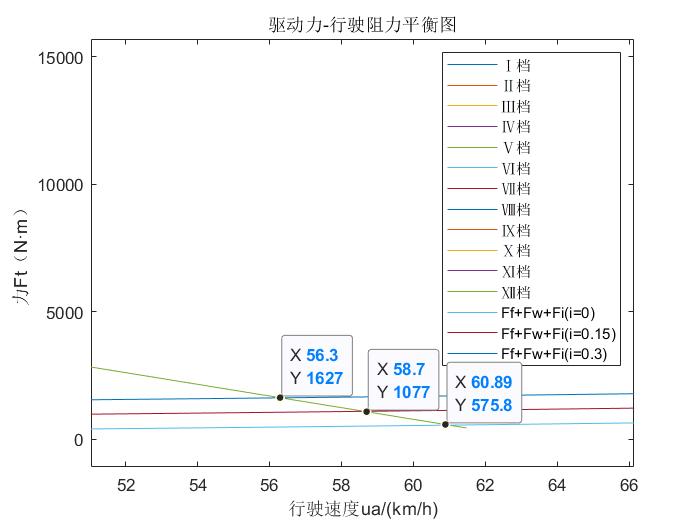 驱动力-行驶阻力平衡图
15000
10000
5000
0
力Ft（N·m）
Ⅰ档
Ⅱ档
Ⅲ档
Ⅳ档
Ⅴ档
Ⅵ档
Ⅶ档
Ⅷ档
Ⅸ档
Ⅹ档
Ⅺ档
Ⅻ档
Ff+Fw+Fi(i=0)
Ff+Fw+Fi(i=0.15)
Ff+Fw+Fi(i=0.3)
X 56.3
Y 1627
X 58.7
Y 1077
X 60.89
Y 575.8
52 54 56 58 60 62 64 66
行驶速度ua/(km/h)